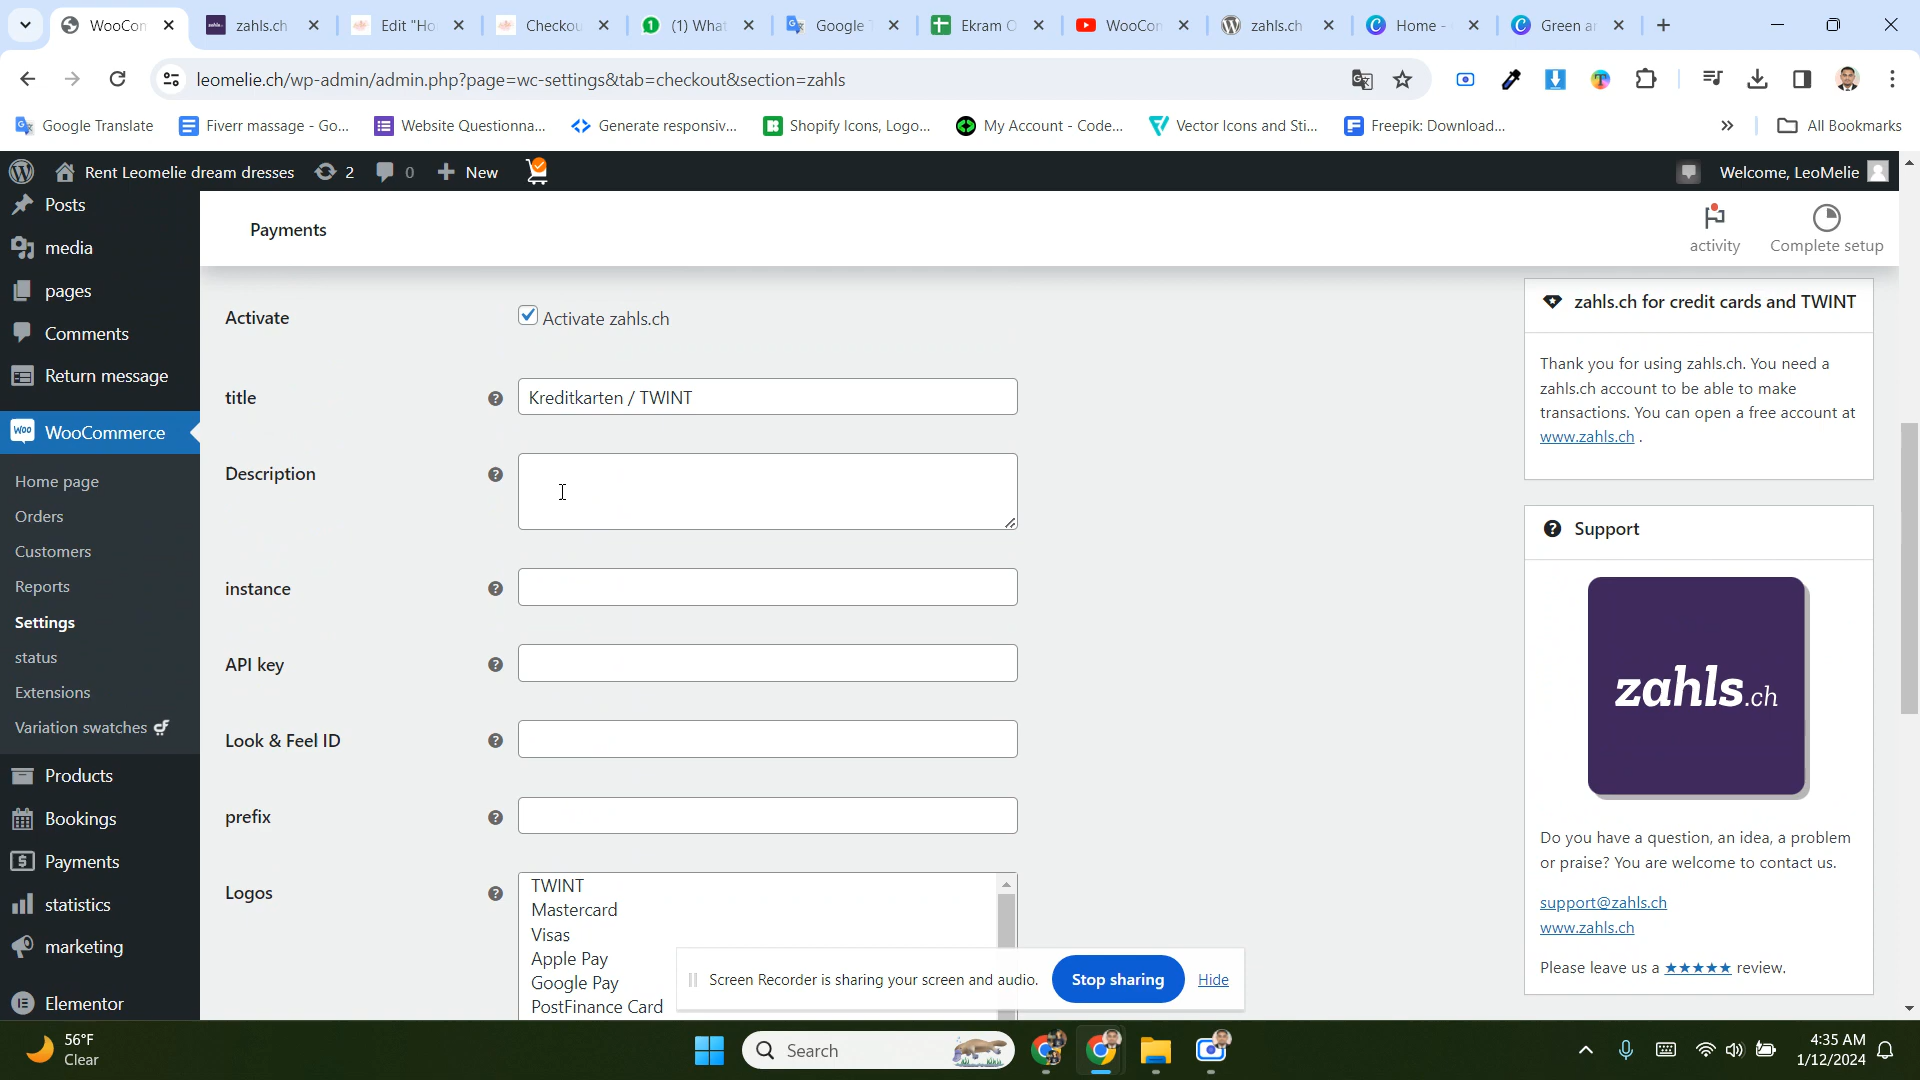 WooCom
zahls.ch
Edit "Ho
Checkou
(1) What
Google T
Ekram O
WooCon
zahls.ch
Home -
Green a
leomelie.ch/wp-admin/admin.php?page=wc-settings&tab=checkout&section=zahls
Google Translate
Fiverr massage - Go...
Website Questionna...
Generate responsiv...
Shopify Icons, Logo...
My Account - Code...
Vector Icons and Sti...
Freepik: Download...
All Bookmarks
Rent Leomelie dream dresses
2
0
New
Welcome, LeoMelie
Posts
media
pages
Comments
Return message
WooCommerce
Home page
Orders
Customers
Reports
Settings
status
Extensions
Variation swatches
Products
Bookings
Payments
statistics
marketing
Elementor
Payments
activity
Complete setup
Activate
Activate zahls.ch
title
Kreditkarten / TWINT
Description
instance
API key
Look & Feel ID
prefix
Logos
TWINT
Mastercard
Visas
Apple Pay
Google Pay
PostFinance Card
zahls.ch for credit cards and TWINT
Thank you for using zahls.ch. You need a
zahls.ch account to be able to make
transactions. You can open a free account at
www.zahls.ch .
Support
zahls.ch
Do you have a question, an idea, a problem
or praise? You are welcome to contact us.
support@zahls.ch
www.zahls.ch
Please leave us a ★★★★★ review.
Screen Recorder is sharing your screen and audio.
Stop sharing
Hide
56°F
Clear
Search
4:35 AM
1/12/2024